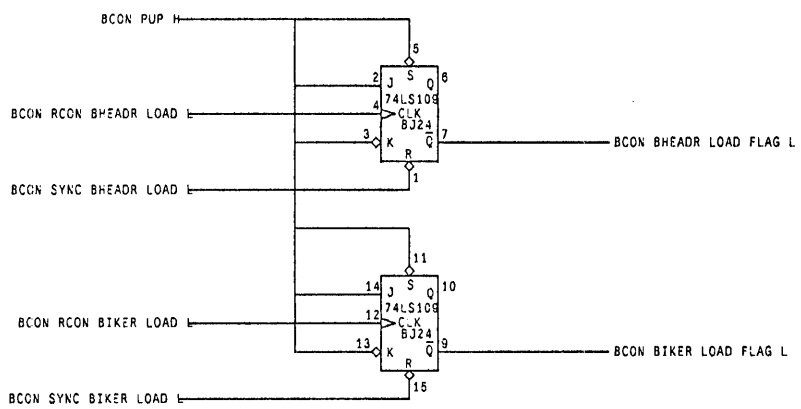 BCON PUP H
5
S
2 J Q 6
74LS109
BCON RCON BHEADR LOAD L 4 CLK
BJ24
3 K Q 7 BCON BHEADR LOAD FLAG L
R
1
BCON SYNC BHEADR LOAD L
11
S
14 J Q 10
74LS109
BCON RCON BIKER LOAD L 12 CLK
BJ24
13 K Q 9 BCON BIKER LOAD FLAG L
R
15
BCON SYNC BIKER LOAD L